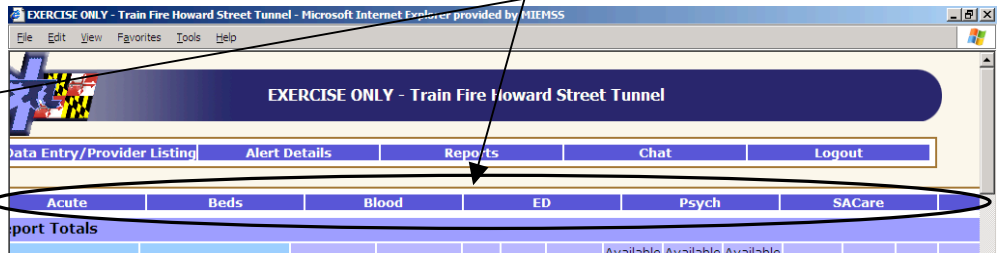 EXERCISE ONLY - Train Fire Howard Street Tunnel - Microsoft Internet Explorer provided by MIEMSS
File Edit View Favorites Tools Help
EXERCISE ONLY - Train Fire Howard Street Tunnel
Data Entry/Provider Listing Alert Details Reports Chat Logout
Acute Beds Blood ED Psych SACare
port Totals
Available Available Available